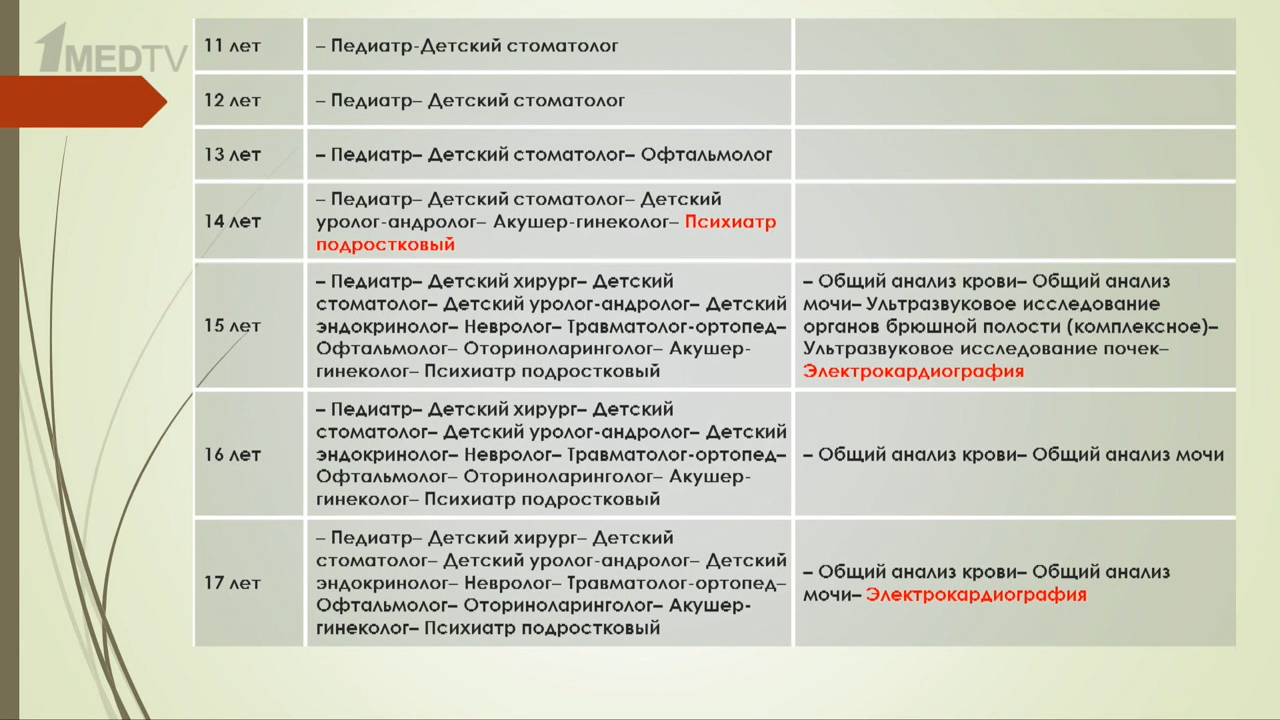 1MEDTV
11 лет
– Педиатр-Детский стоматолог
12 лет
– Педиатр– Детский стоматолог
13 лет
– Педиатр– Детский стоматолог– Офтальмолог
14 лет
– Педиатр– Детский стоматолог– Детский
уролог-андролог– Акушер-гинеколог– Психиатр
подростковый
15 лет
– Педиатр– Детский хирург– Детский
стоматолог– Детский уролог-андролог– Детский
эндокринолог– Невролог– Травматолог-ортопед–
Офтальмолог– Оториноларинголог– Акушер-
гинеколог– Психиатр подростковый
– Общий анализ крови– Общий анализ
мочи– Ультразвуковое исследование
органов брюшной полости (комплексное)–
Ультразвуковое исследование почек–
Электрокардиография
16 лет
– Педиатр– Детский хирург– Детский
стоматолог– Детский уролог-андролог– Детский
эндокринолог– Невролог– Травматолог-ортопед–
Офтальмолог– Оториноларинголог– Акушер-
гинеколог– Психиатр подростковый
– Общий анализ крови– Общий анализ мочи
17 лет
– Педиатр– Детский хирург– Детский
стоматолог– Детский уролог-андролог– Детский
эндокринолог– Невролог– Травматолог-ортопед–
Офтальмолог– Оториноларинголог– Акушер-
гинеколог– Психиатр подростковый
– Общий анализ крови– Общий анализ
мочи– Электрокардиография